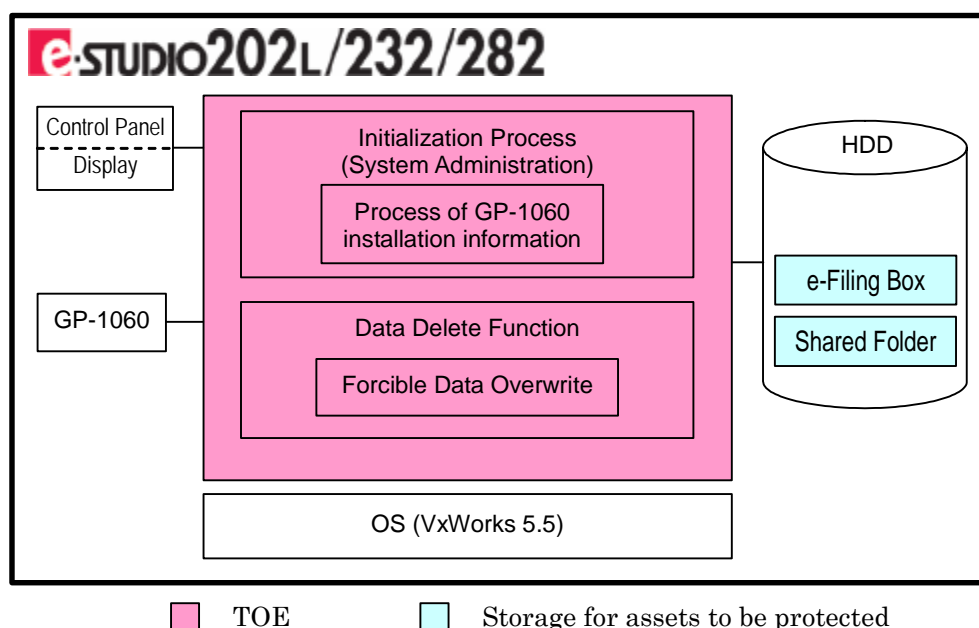 e-STUDIO202L/232/282
Control Panel
Display
Initialization Process
(System Administration)
Process of GP-1060
installation information
HDD
e-Filing Box
Shared Folder
GP-1060
Data Delete Function
Forcible Data Overwrite
OS (VxWorks 5.5)
TOE
Storage for assets to be protected